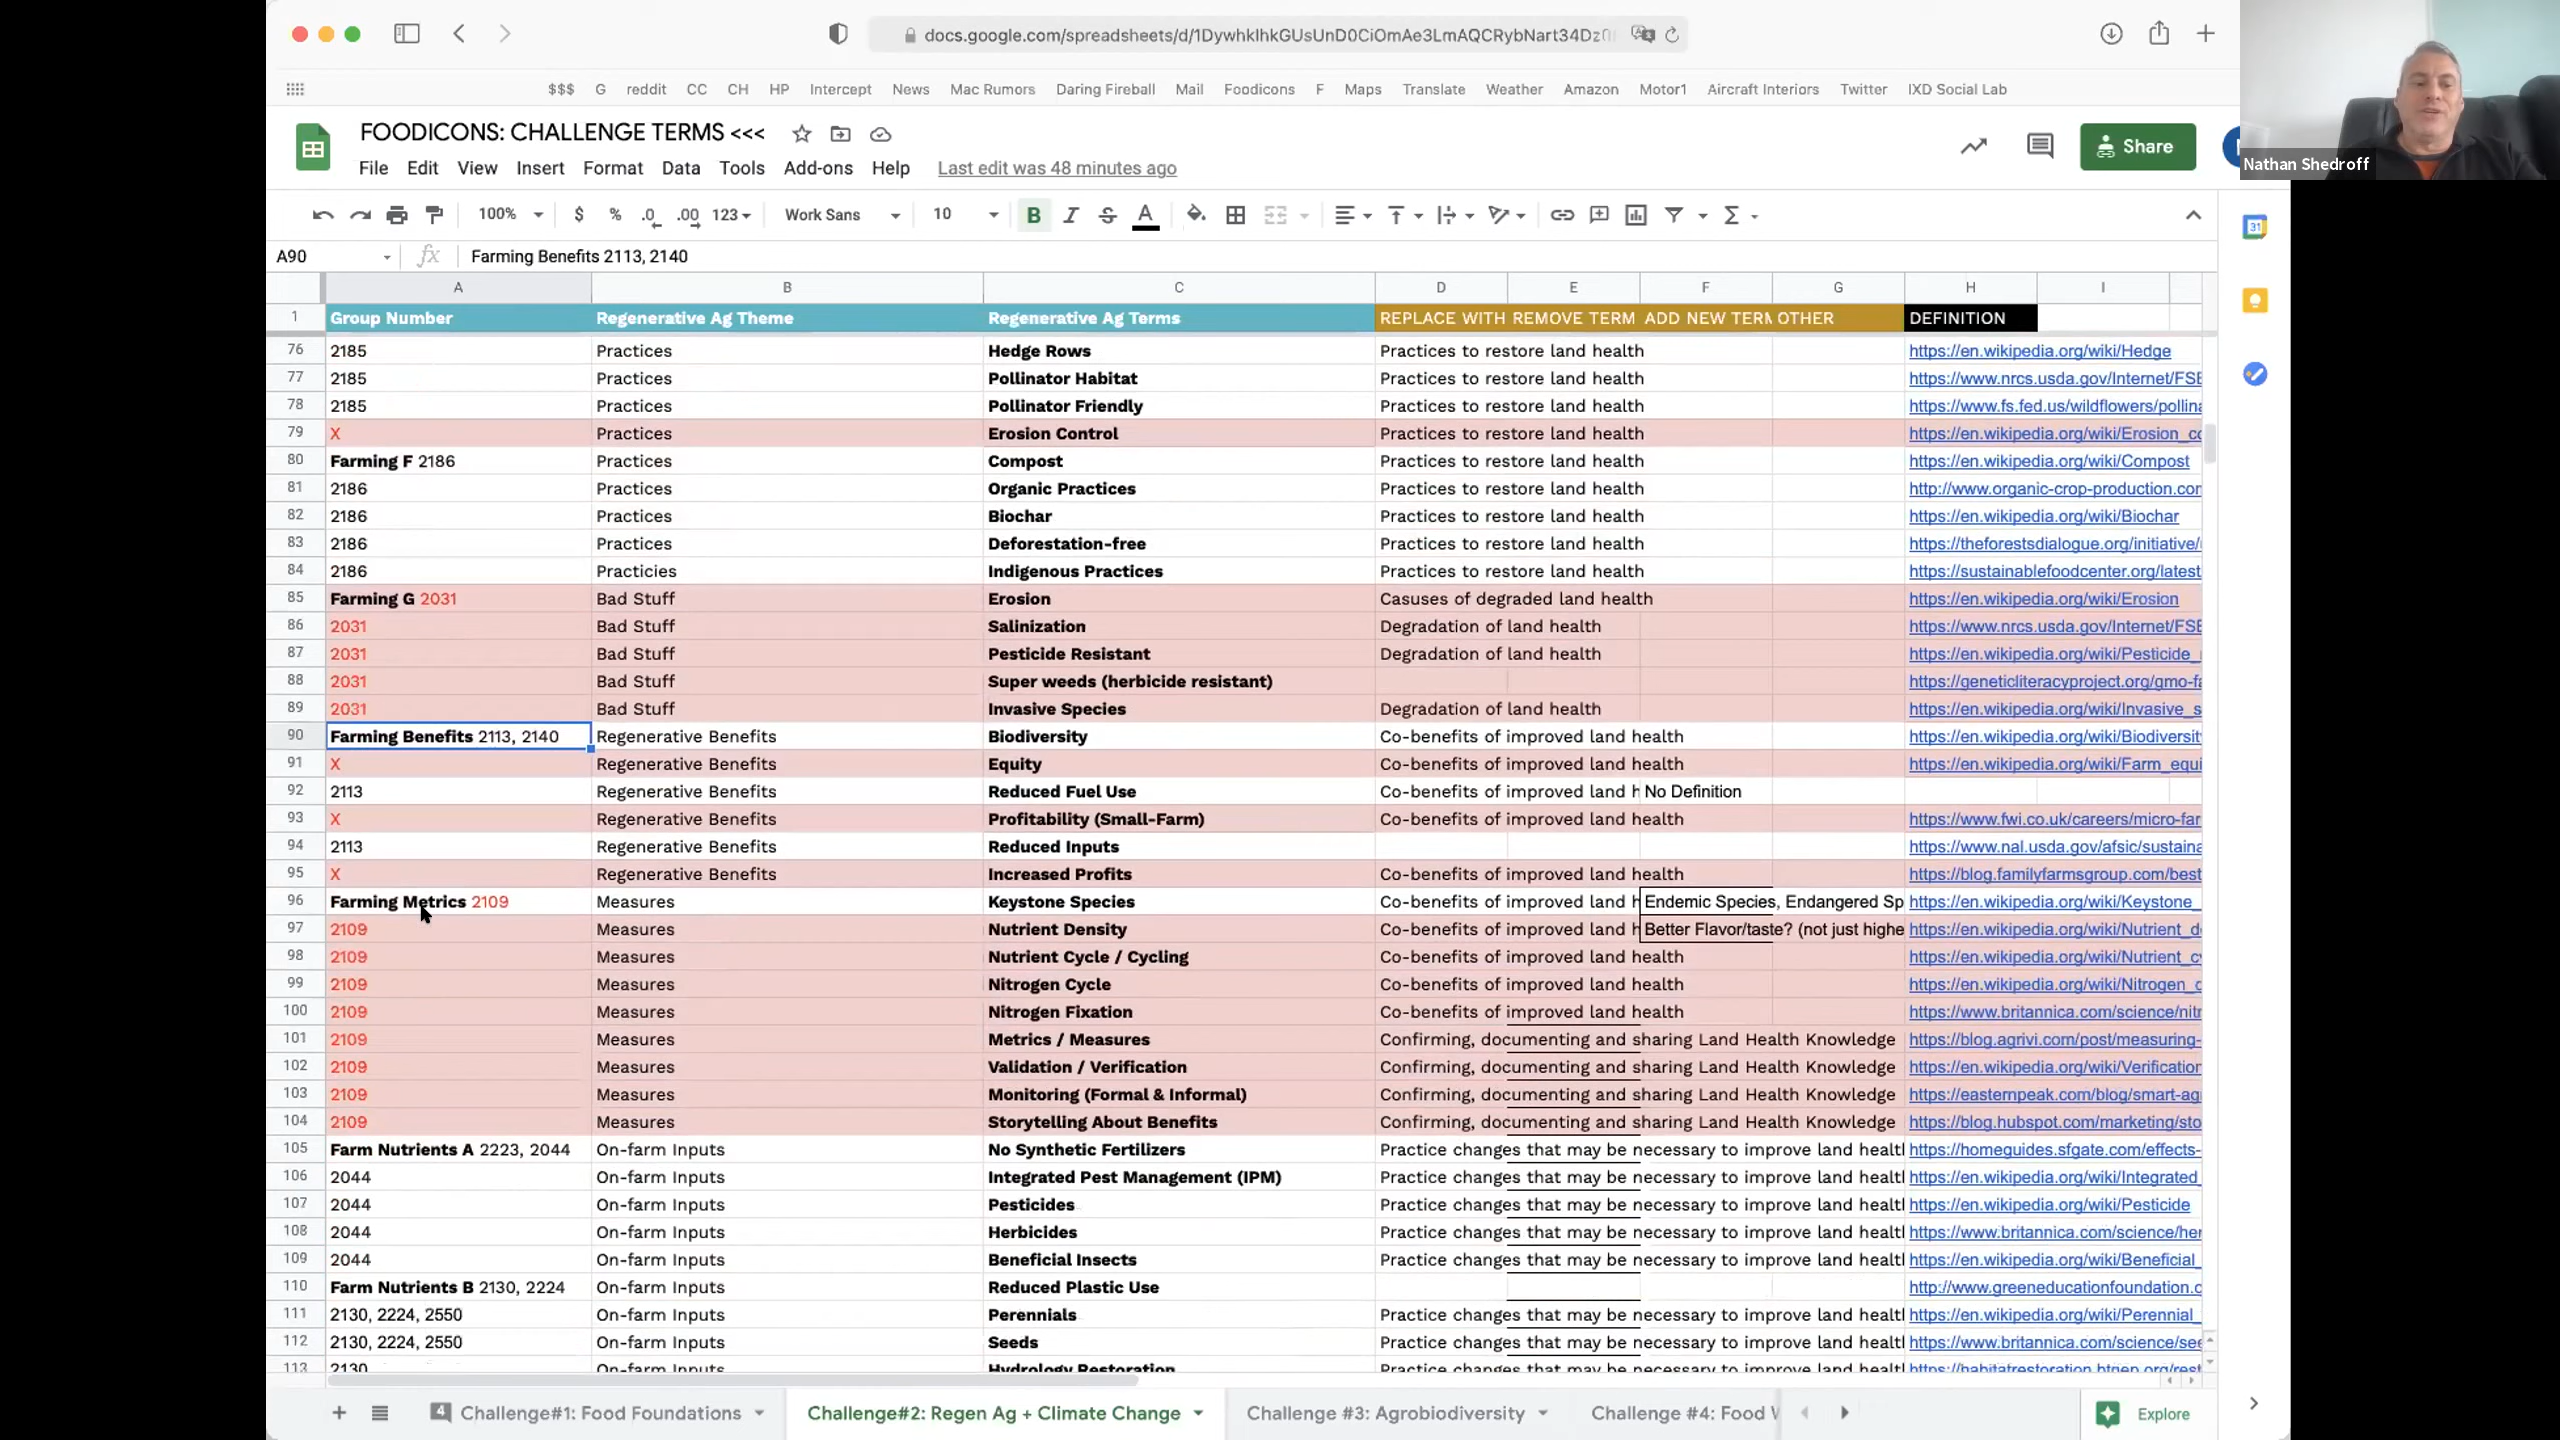 docs.google.com/spreadsheets/d/1DywhkIhkGUsUnD0CiOmAe3LmAQCRybNart34Dz0
$$$ G reddit CC CH HP Intercept News Mac Rumors Daring Fireball Mail Foodicons F Maps Translate Weather Amazon Motor1 Aircraft Interiors Twitter IXD Social Lab
FOODICONS: CHALLENGE TERMS <<<
Share
Nathan Shedroff
File Edit View Insert Format Data Tools Add-ons Help Last edit was 48 minutes ago
100% $ % .0 .00 123 Work Sans 10 B I S A Σ
31
A90 fx Farming Benefits 2113, 2140
A B C D E F G H I
1 Group Number Regenerative Ag Theme Regenerative Ag Terms REPLACE WITH REMOVE TERM ADD NEW TERM OTHER DEFINITION
76 2185 Practices Hedge Rows Practices to restore land health https://en.wikipedia.org/wiki/Hedge
77 2185 Practices Pollinator Habitat Practices to restore land health https://www.nrcs.usda.gov/Internet/FSE
78 2185 Practices Pollinator Friendly Practices to restore land health https://www.fs.fed.us/wildflowers/pollina
79 X Practices Erosion Control Practices to restore land health https://en.wikipedia.org/wiki/Erosion_co
80 Farming F 2186 Practices Compost Practices to restore land health https://en.wikipedia.org/wiki/Compost
81 2186 Practices Organic Practices Practices to restore land health http://www.organic-crop-production.com
82 2186 Practices Biochar Practices to restore land health https://en.wikipedia.org/wiki/Biochar
83 2186 Practices Deforestation-free Practices to restore land health https://theforestsdialogue.org/initiative/
84 2186 Practicies Indigenous Practices Practices to restore land health https://sustainablefoodcenter.org/latest
85 Farming G 2031 Bad Stuff Erosion Casuses of degraded land health https://en.wikipedia.org/wiki/Erosion
86 2031 Bad Stuff Salinization Degradation of land health https://www.nrcs.usda.gov/Internet/FSE
87 2031 Bad Stuff Pesticide Resistant Degradation of land health https://en.wikipedia.org/wiki/Pesticide_
88 2031 Bad Stuff Super weeds (herbicide resistant) https://geneticliteracyproject.org/gmo-fa
89 2031 Bad Stuff Invasive Species Degradation of land health https://en.wikipedia.org/wiki/Invasive_s
90 Farming Benefits 2113, 2140 Regenerative Benefits Biodiversity Co-benefits of improved land health https://en.wikipedia.org/wiki/Biodiversity
91 X Regenerative Benefits Equity Co-benefits of improved land health https://en.wikipedia.org/wiki/Farm_equi
92 2113 Regenerative Benefits Reduced Fuel Use Co-benefits of improved land h No Definition
93 X Regenerative Benefits Profitability (Small-Farm) Co-benefits of improved land health https://www.fwi.co.uk/careers/micro-far
94 2113 Regenerative Benefits Reduced Inputs https://www.nal.usda.gov/afsic/sustaina
95 X Regenerative Benefits Increased Profits Co-benefits of improved land health https://blog.familyfarmsgroup.com/best
96 Farming Metrics 2109 Measures Keystone Species Co-benefits of improved land h Endemic Species, Endangered Sp https://en.wikipedia.org/wiki/Keystone_
97 2109 Measures Nutrient Density Co-benefits of improved land h Better Flavor/taste? (not just highe https://en.wikipedia.org/wiki/Nutrient_d
98 2109 Measures Nutrient Cycle / Cycling Co-benefits of improved land health https://en.wikipedia.org/wiki/Nutrient_cy
99 2109 Measures Nitrogen Cycle Co-benefits of improved land health https://en.wikipedia.org/wiki/Nitrogen_c
100 2109 Measures Nitrogen Fixation Co-benefits of improved land health https://www.britannica.com/science/nitr
101 2109 Measures Metrics / Measures Confirming, documenting and sharing Land Health Knowledge https://blog.agrivi.com/post/measuring-
102 2109 Measures Validation / Verification Confirming, documenting and sharing Land Health Knowledge https://en.wikipedia.org/wiki/Verification
103 2109 Measures Monitoring (Formal & Informal) Confirming, documenting and sharing Land Health Knowledge https://easternpeak.com/blog/smart-ag
104 2109 Measures Storytelling About Benefits Confirming, documenting and sharing Land Health Knowledge https://blog.hubspot.com/marketing/sto
105 Farm Nutrients A 2223, 2044 On-farm Inputs No Synthetic Fertilizers Practice changes that may be necessary to improve land healt https://homeguides.sfgate.com/effects-
106 2044 On-farm Inputs Integrated Pest Management (IPM) Practice changes that may be necessary to improve land healt https://en.wikipedia.org/wiki/Integrated_
107 2044 On-farm Inputs Pesticides Practice changes that may be necessary to improve land healt https://en.wikipedia.org/wiki/Pesticide
108 2044 On-farm Inputs Herbicides Practice changes that may be necessary to improve land healt https://www.britannica.com/science/her
109 2044 On-farm Inputs Beneficial Insects Practice changes that may be necessary to improve land healt https://en.wikipedia.org/wiki/Beneficial_
110 Farm Nutrients B 2130, 2224 On-farm Inputs Reduced Plastic Use http://www.greeneducationfoundation.o
111 2130, 2224, 2550 On-farm Inputs Perennials Practice changes that may be necessary to improve land healt https://en.wikipedia.org/wiki/Perennial_
112 2130, 2224, 2550 On-farm Inputs Seeds Practice changes that may be necessary to improve land healt https://www.britannica.com/science/see
113 2130 On-farm Inputs Hydrology Restoration Practice changes that may be necessary to improve land healt https://habitatrestoration.htnep.org/rest
4 Challenge#1: Food Foundations Challenge#2: Regen Ag + Climate Change Challenge #3: Agrobiodiversity Challenge #4: Food Explore